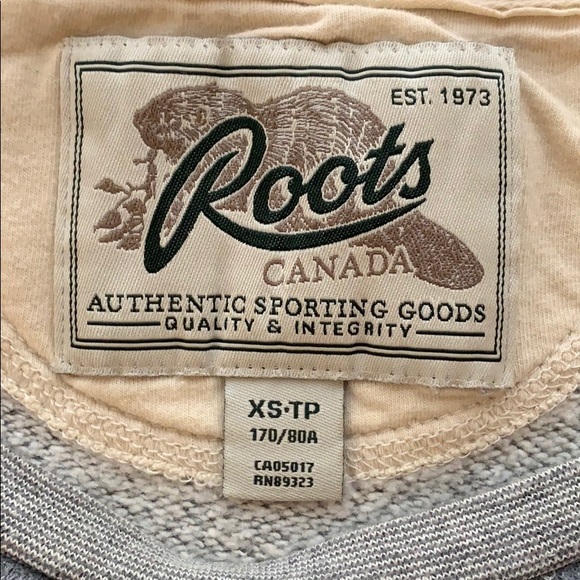 EST. 1973
Roots
CANADA
AUTHENTIC SPORTING GOODS
QUALITY & INTEGRITY
XS·TP
170/80A
CA05017
RN89323